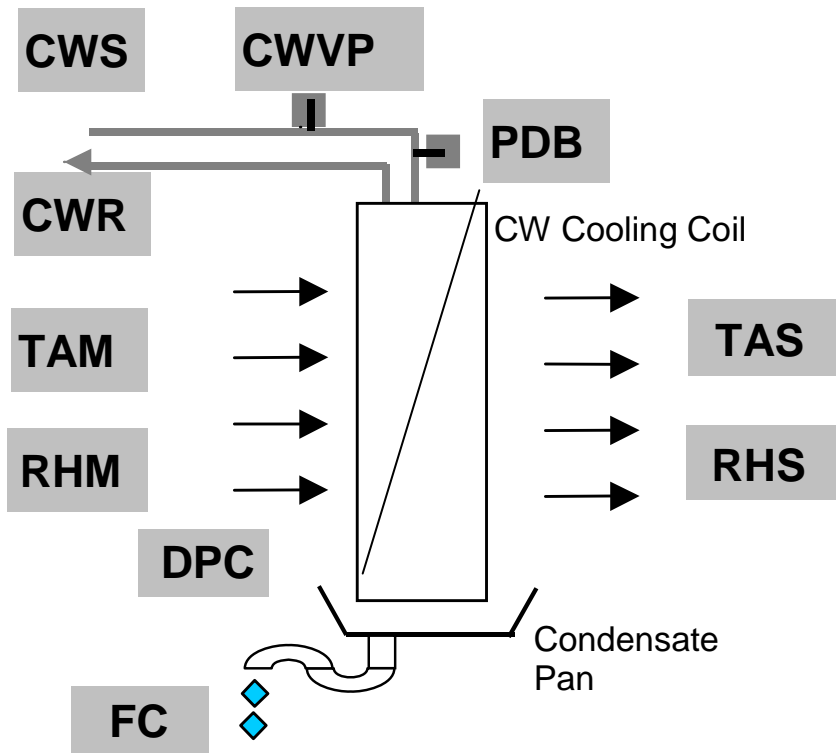 CWS
CWVP
PDB
CWR
CW Cooling Coil
TAM
TAS
RHM
RHS
DPC
Condensate
Pan
FC